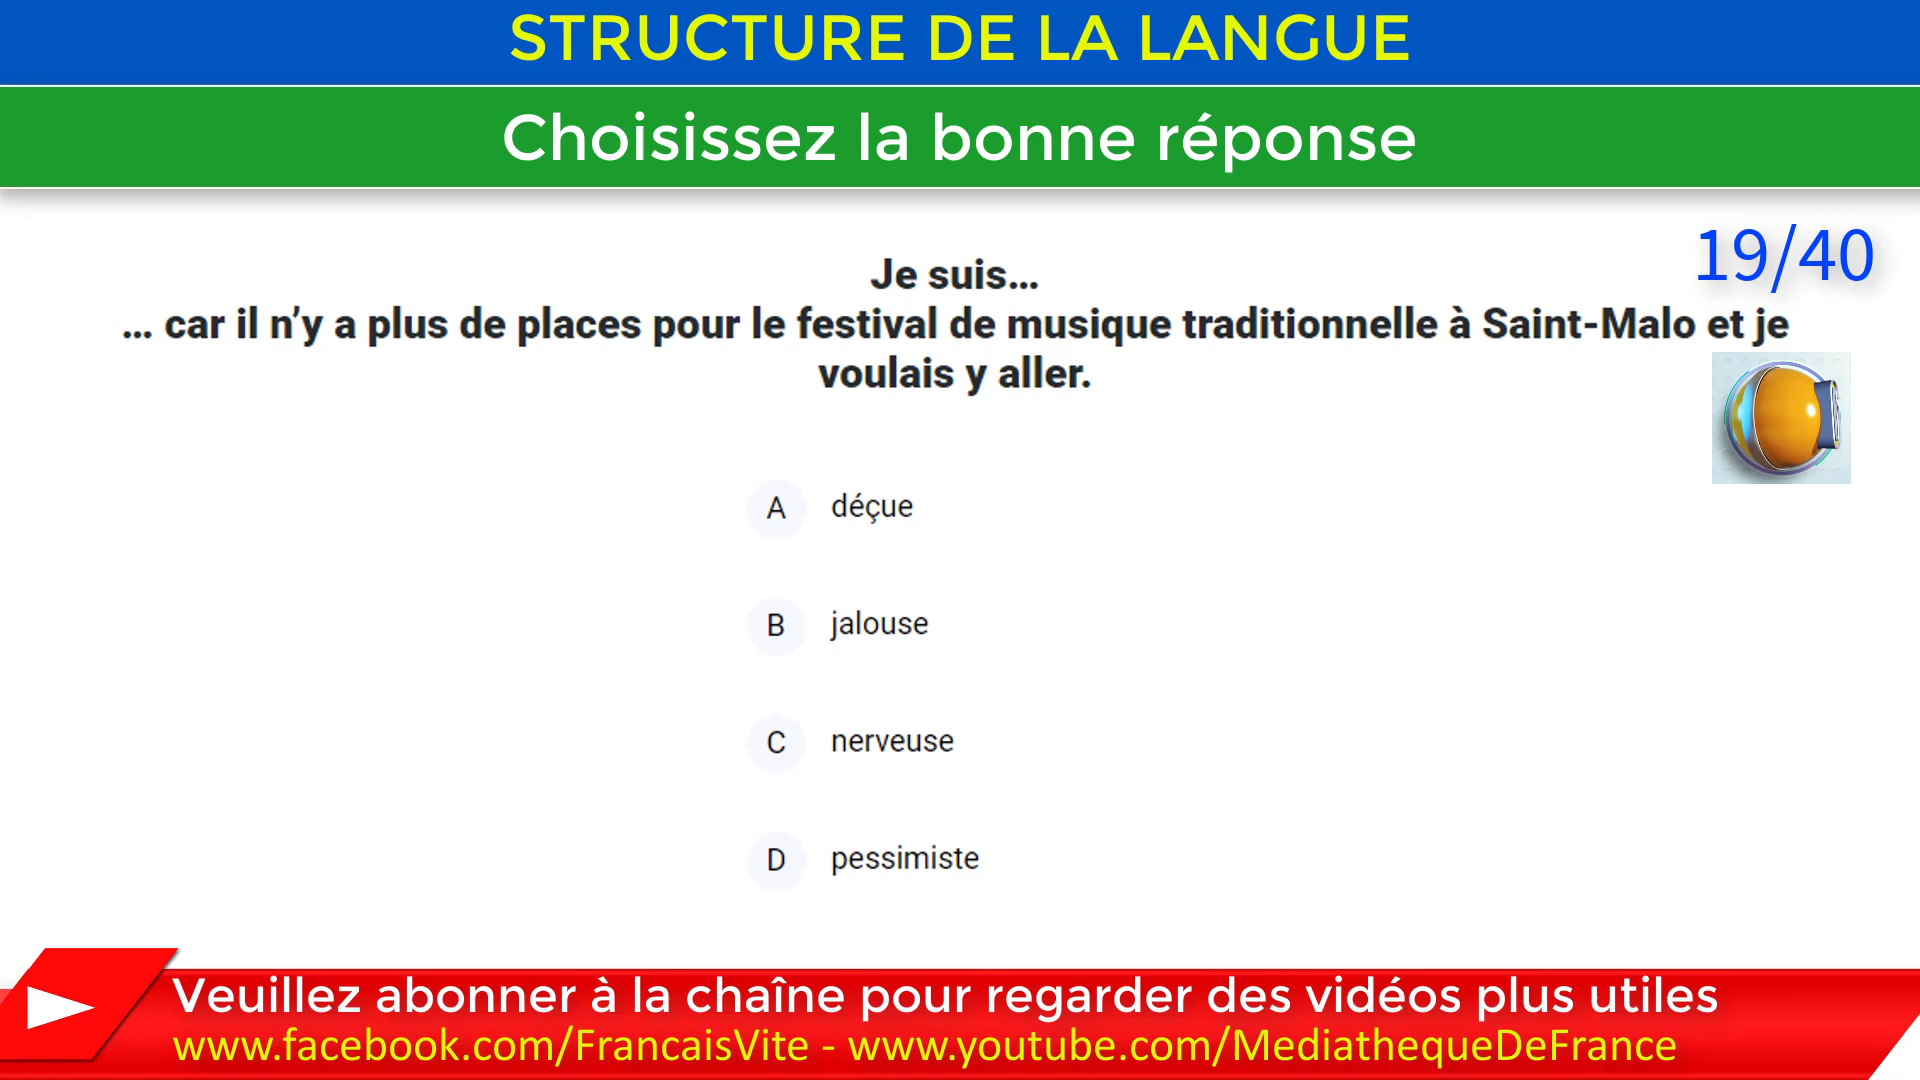 STRUCTURE DE LA LANGUE
Choisissez la bonne réponse
19/40
Je suis...
... car il n’y a plus de places pour le festival de musique traditionnelle à Saint-Malo et je
voulais y aller.
A déçue
B jalouse
C nerveuse
D pessimiste
Veuillez abonner à la chaîne pour regarder des vidéos plus utiles
www.facebook.com/FrancaisVite - www.youtube.com/MediathequeDeFrance